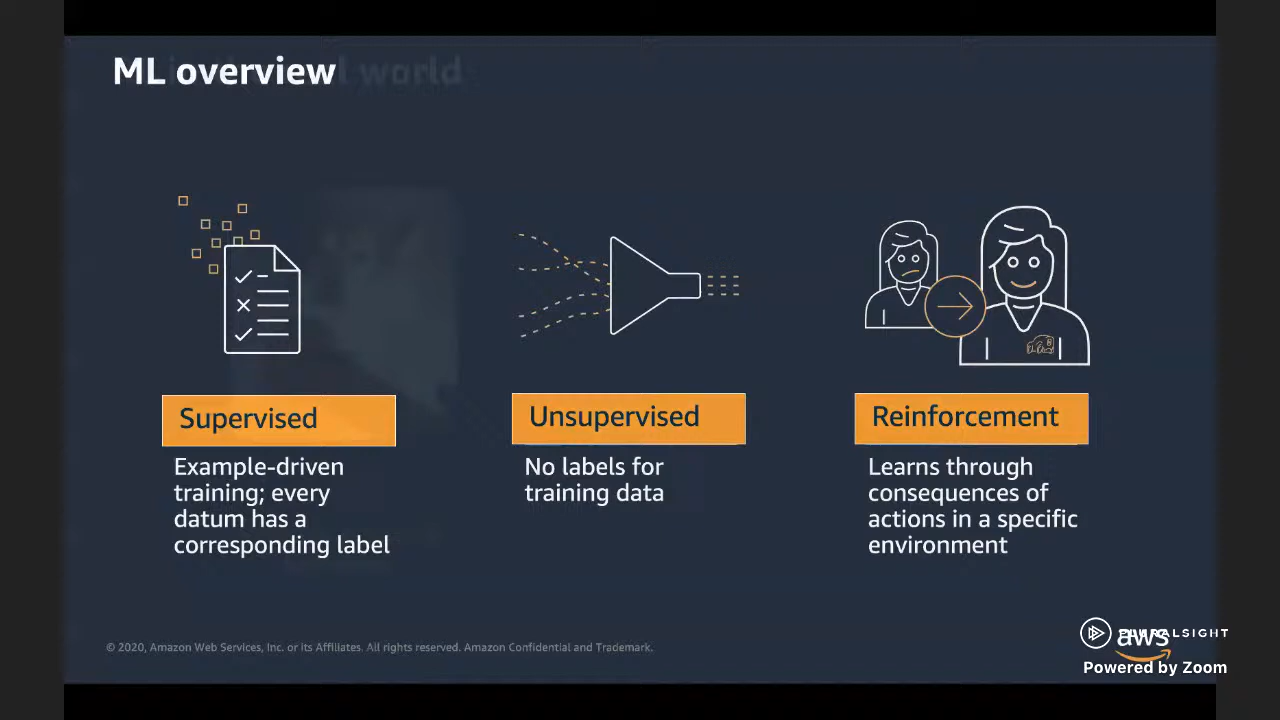 ML overview
world
Supervised
Example-driven
training; every
datum has a
corresponding label
Unsupervised
No labels for
training data
Reinforcement
Learns through
consequences of
actions in a specific
environment
© 2020, Amazon Web Services, Inc. or its Affiliates. All rights reserved. Amazon Confidential and Trademark.
PLURALSIGHT
aws
Powered by Zoom